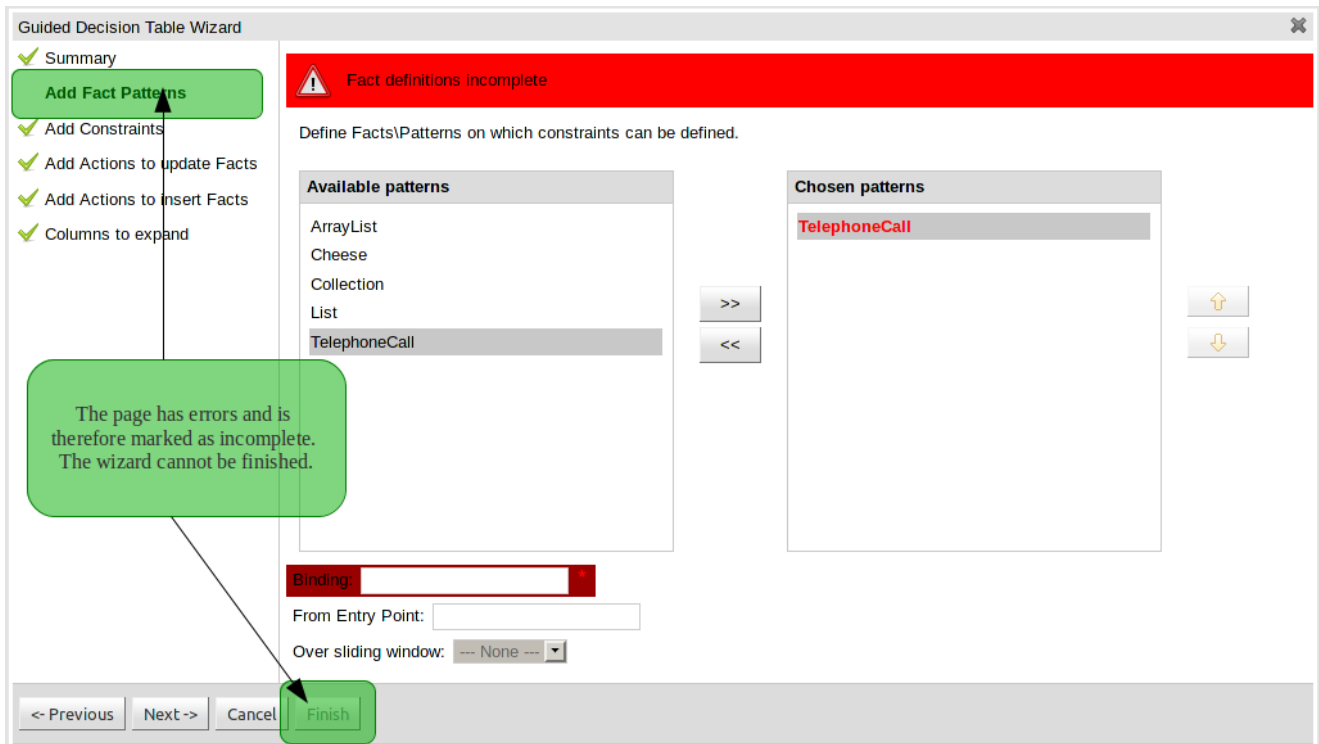 Guided Decision Table Wizard
Summary
Add Fact Patterns
Add Constraints
Add Actions to update Facts
Add Actions to insert Facts
Columns to expand
The page has errors and is
therefore marked as incomplete.
The wizard cannot be finished.
Fact definitions incomplete
Define Facts\Patterns on which constraints can be defined.
Available patterns
ArrayList
Cheese
Collection
List
TelephoneCall
>>
<<
Chosen patterns
TelephoneCall
Binding: *
From Entry Point:
Over sliding window: --- None ---
<- Previous Next -> Cancel Finish